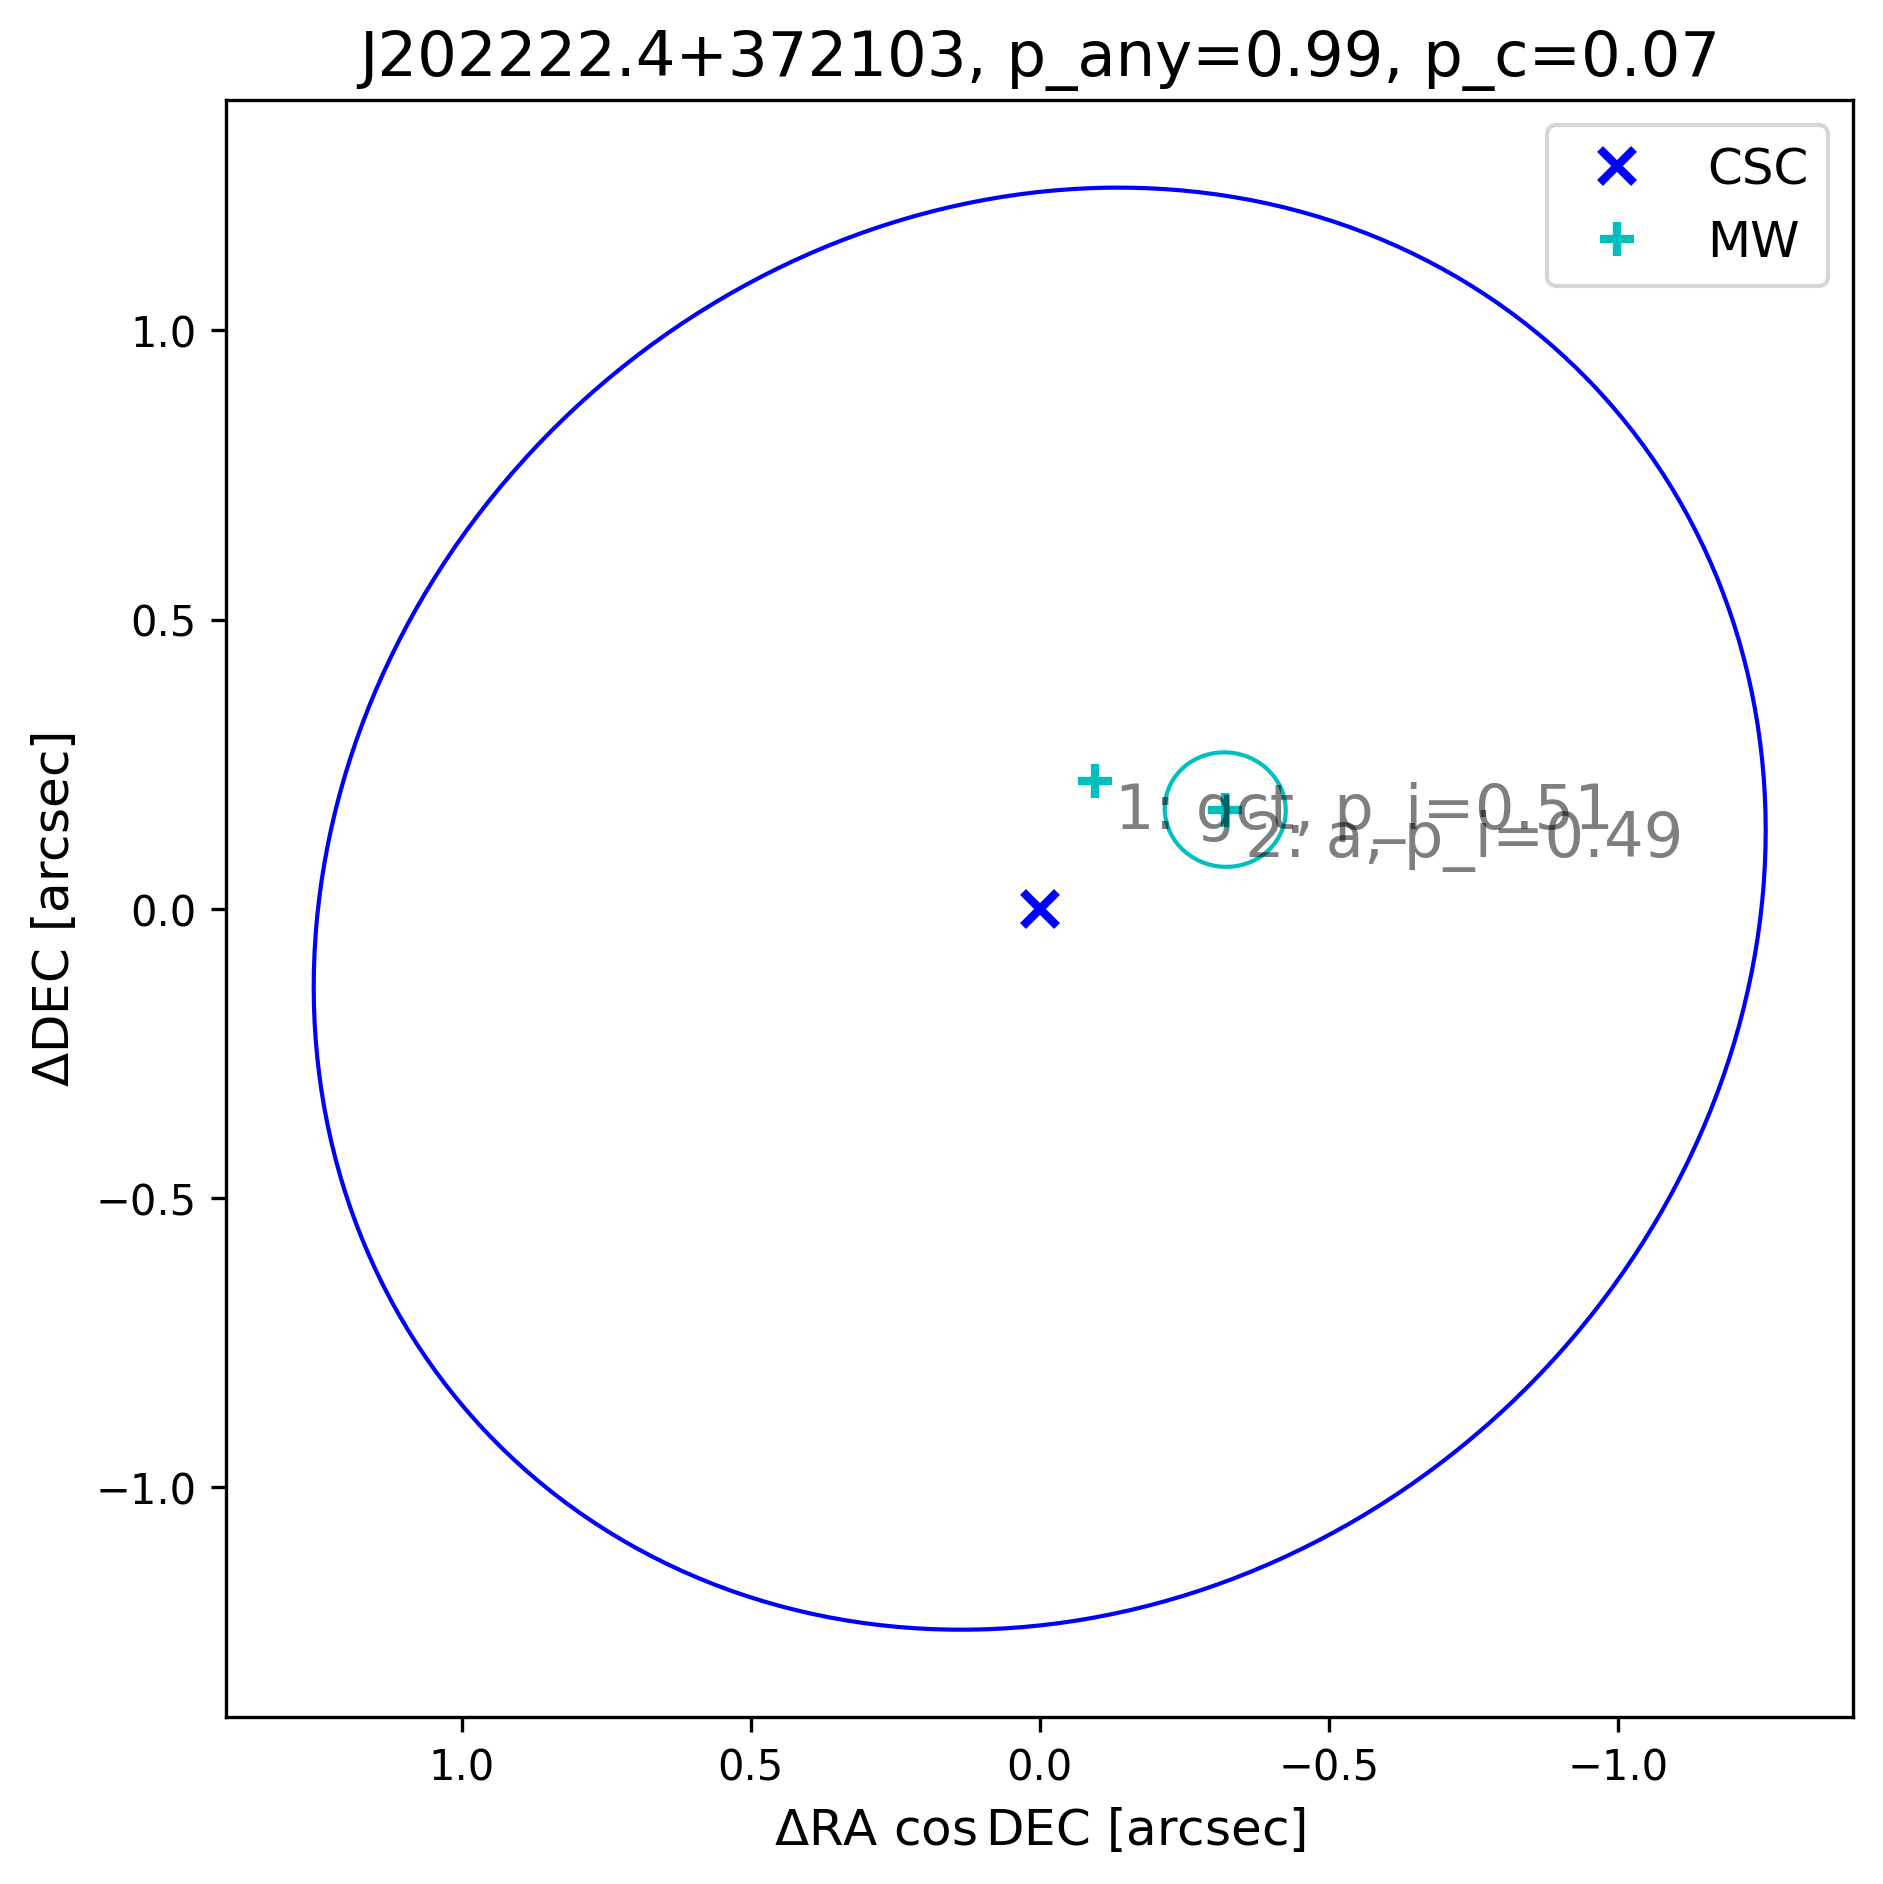 J202222.4+372103, p_any=0.99, p_c=0.07
CSC
MW
1.0
0.5
0.0
−0.5
−1.0
ΔDEC [arcsec]
1: gct, p_i=0.51
2: a, p_i=0.49
1.0
0.5
0.0
−0.5
−1.0
ΔRA cos DEC [arcsec]